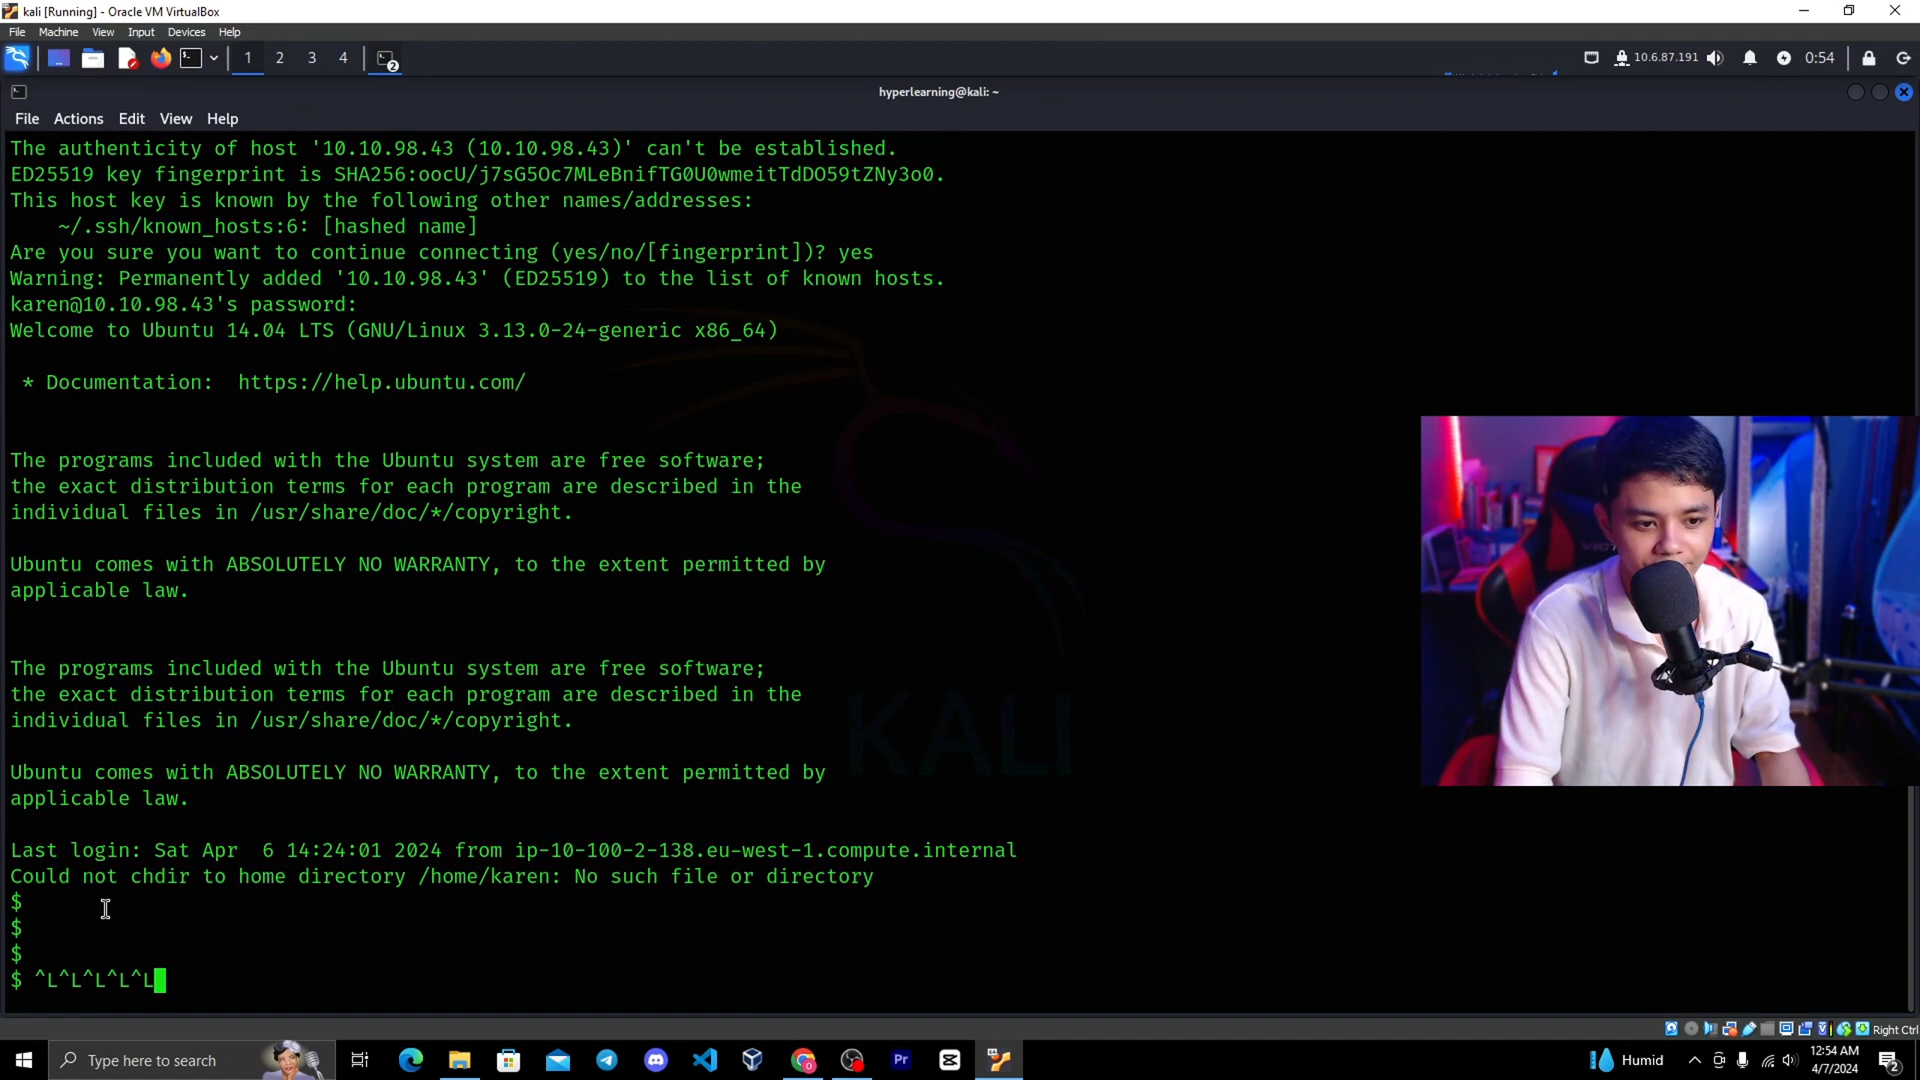 kali [Running] - Oracle VM VirtualBox
File Machine View Input Devices Help
1 2 3 4 2
10.6.87.191 0:54
hyperlearning@kali: ~
File Actions Edit View Help
The authenticity of host '10.10.98.43 (10.10.98.43)' can't be established.
ED25519 key fingerprint is SHA256:oocU/j7sG5Oc7MLeBnifTG0U0wmeitTdDO59tZNy3o0.
This host key is known by the following other names/addresses:
~/.ssh/known_hosts:6: [hashed name]
Are you sure you want to continue connecting (yes/no/[fingerprint])? yes
Warning: Permanently added '10.10.98.43' (ED25519) to the list of known hosts.
karen@10.10.98.43's password:
Welcome to Ubuntu 14.04 LTS (GNU/Linux 3.13.0-24-generic x86_64)
* Documentation: https://help.ubuntu.com/
The programs included with the Ubuntu system are free software;
the exact distribution terms for each program are described in the
individual files in /usr/share/doc/*/copyright.
Ubuntu comes with ABSOLUTELY NO WARRANTY, to the extent permitted by
applicable law.
The programs included with the Ubuntu system are free software;
the exact distribution terms for each program are described in the
individual files in /usr/share/doc/*/copyright.
KALI
Ubuntu comes with ABSOLUTELY NO WARRANTY, to the extent permitted by
applicable law.
Last login: Sat Apr  6 14:24:01 2024 from ip-10-100-2-138.eu-west-1.compute.internal
Could not chdir to home directory /home/karen: No such file or directory
$
$
$
$ ^L^L^L^L^L
Right Ctrl
Type here to search
Pr
Humid
12:54 AM
4/7/2024
2